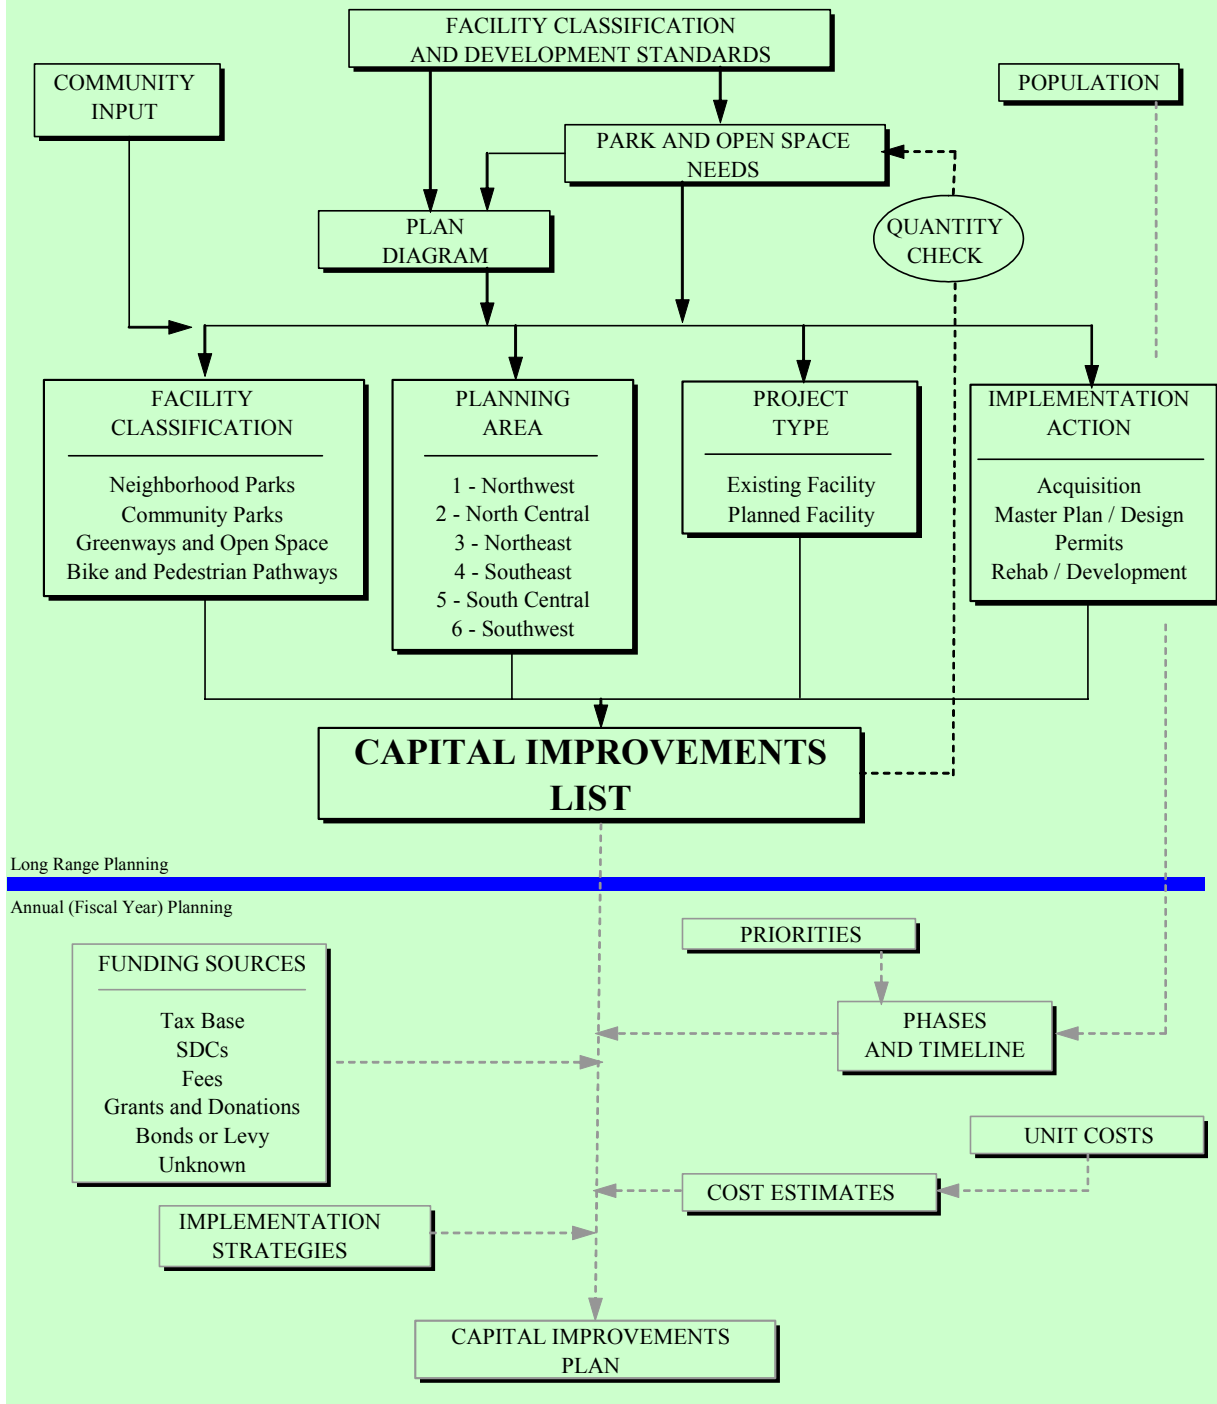 FACILITY CLASSIFICATION
AND DEVELOPMENT STANDARDS
COMMUNITY
INPUT
POPULATION
PARK AND OPEN SPACE
NEEDS
PLAN
DIAGRAM
QUANTITY
CHECK
FACILITY
CLASSIFICATION
Neighborhood Parks
Community Parks
Greenways and Open Space
Bike and Pedestrian Pathways
PLANNING
AREA
1 - Northwest
2 - North Central
3 - Northeast
4 - Southeast
5 - South Central
6 - Southwest
PROJECT
TYPE
Existing Facility
Planned Facility
IMPLEMENTATION
ACTION
Acquisition
Master Plan / Design
Permits
Rehab / Development
CAPITAL IMPROVEMENTS
LIST
Long Range Planning
Annual (Fiscal Year) Planning
FUNDING SOURCES
Tax Base
SDCs
Fees
Grants and Donations
Bonds or Levy
Unknown
PRIORITIES
PHASES
AND TIMELINE
UNIT COSTS
COST ESTIMATES
IMPLEMENTATION
STRATEGIES
CAPITAL IMPROVEMENTS
PLAN